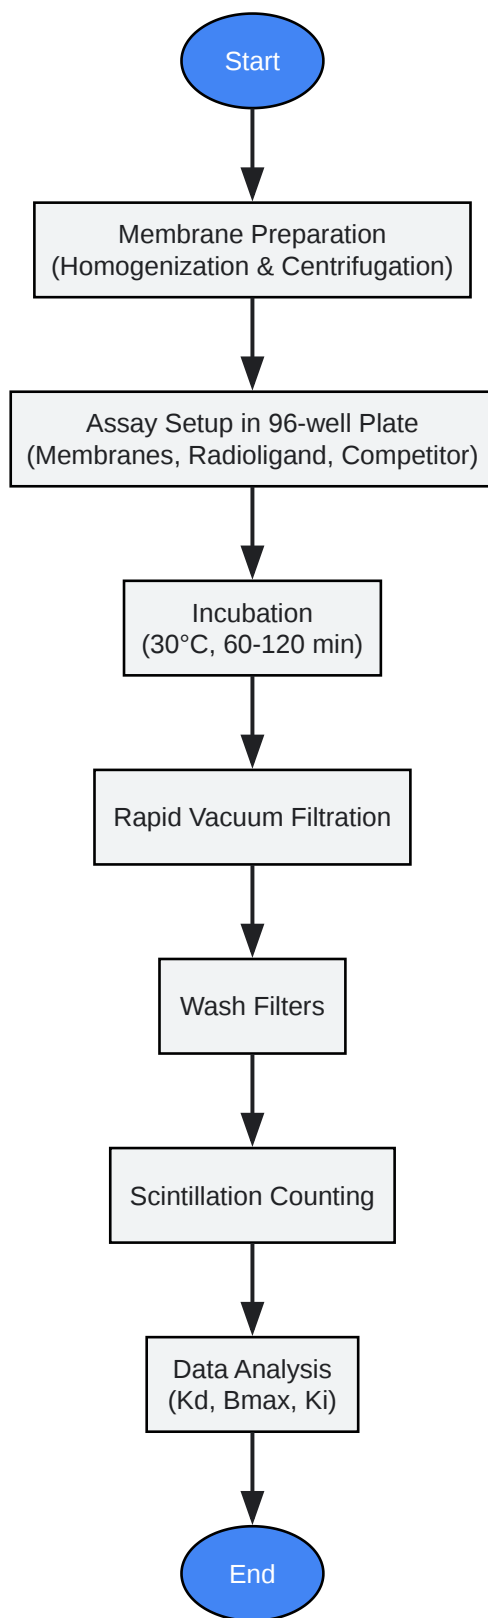 Start
Membrane Preparation
(Homogenization & Centrifugation)
Assay Setup in 96-well Plate
(Membranes, Radioligand, Competitor)
Incubation
(30°C, 60-120 min)
Rapid Vacuum Filtration
Wash Filters
Scintillation Counting
Data Analysis
(Kd, Bmax, Ki)
End